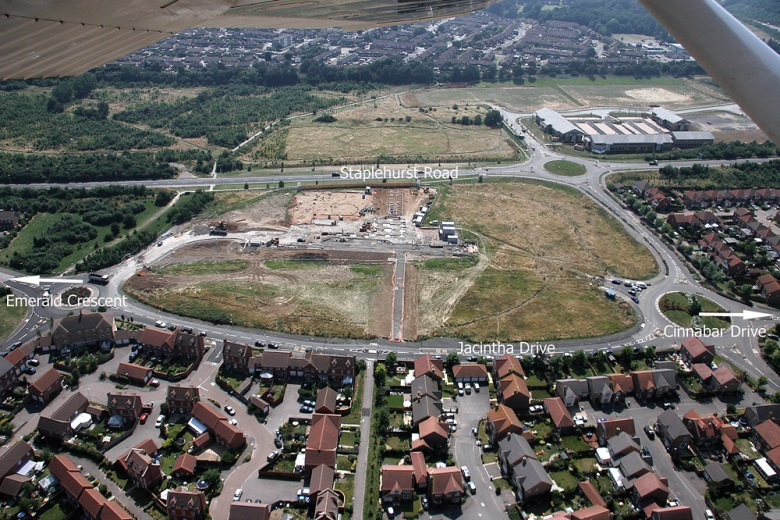 Staplehurst Road
Emerald Crescent
Cinnabar Drive
Jacintha Drive